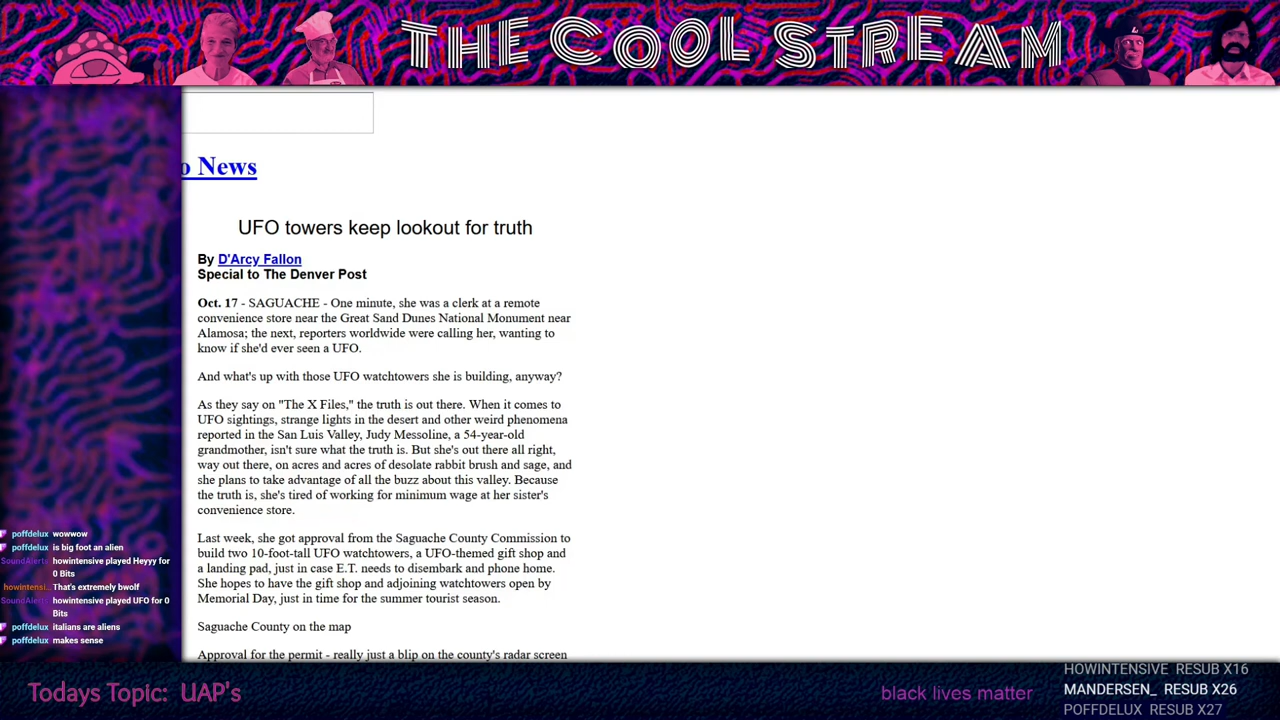 THE COOL STREAM
o News
UFO towers keep lookout for truth
By D'Arcy Fallon
Special to The Denver Post
Oct. 17 - SAGUACHE - One minute, she was a clerk at a remote
convenience store near the Great Sand Dunes National Monument near
Alamosa; the next, reporters worldwide were calling her, wanting to
know if she'd ever seen a UFO.
And what's up with those UFO watchtowers she is building, anyway?
As they say on "The X Files," the truth is out there. When it comes to
UFO sightings, strange lights in the desert and other weird phenomena
reported in the San Luis Valley, Judy Messoline, a 54-year-old
grandmother, isn't sure what the truth is. But she's out there all right,
way out there, on acres and acres of desolate rabbit brush and sage, and
she plans to take advantage of all the buzz about this valley. Because
the truth is, she's tired of working for minimum wage at her sister's
convenience store.
Last week, she got approval from the Saguache County Commission to
build two 10-foot-tall UFO watchtowers, a UFO-themed gift shop and
a landing pad, just in case E.T. needs to disembark and phone home.
She hopes to have the gift shop and adjoining watchtowers open by
Memorial Day, just in time for the summer tourist season.
Saguache County on the map
Approval for the permit - really just a blip on the county's radar screen
poffdelux wowwow
poffdelux is big foot an alien
SoundAlerts howintensive played Heyyy for
0 Bits
howintensi... That's extremely bwolf
SoundAlerts howintensive played UFO for 0
Bits
poffdelux italians are aliens
poffdelux makes sense
Todays Topic: UAP's
black lives matter
HOWINTENSIVE RESUB X16
MANDERSEN_ RESUB X26
POFFDELUX RESUB X27